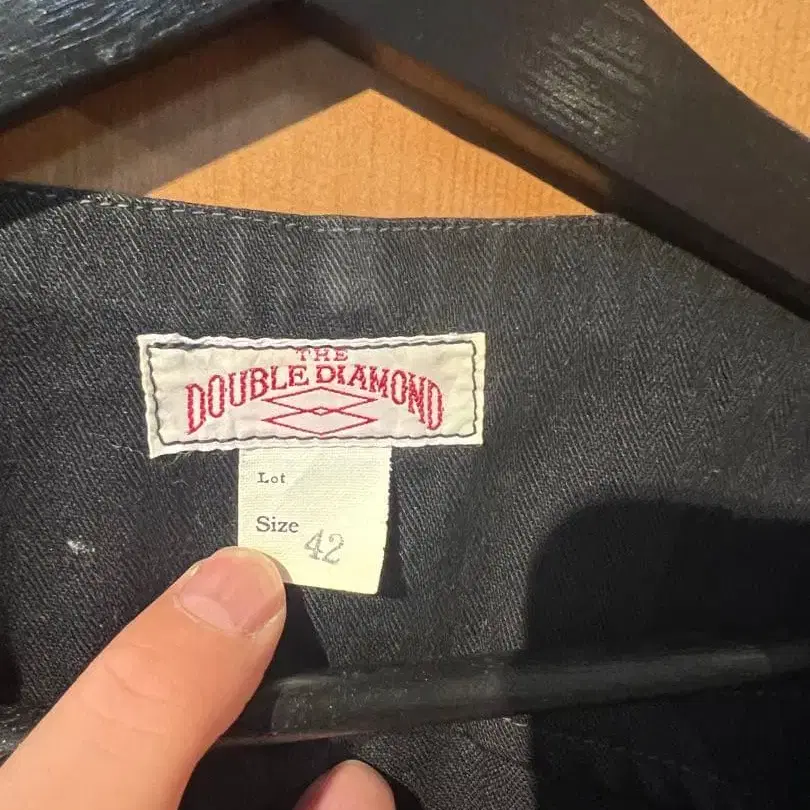 THE
DOUBLE DIAMOND
Lot
Size 42